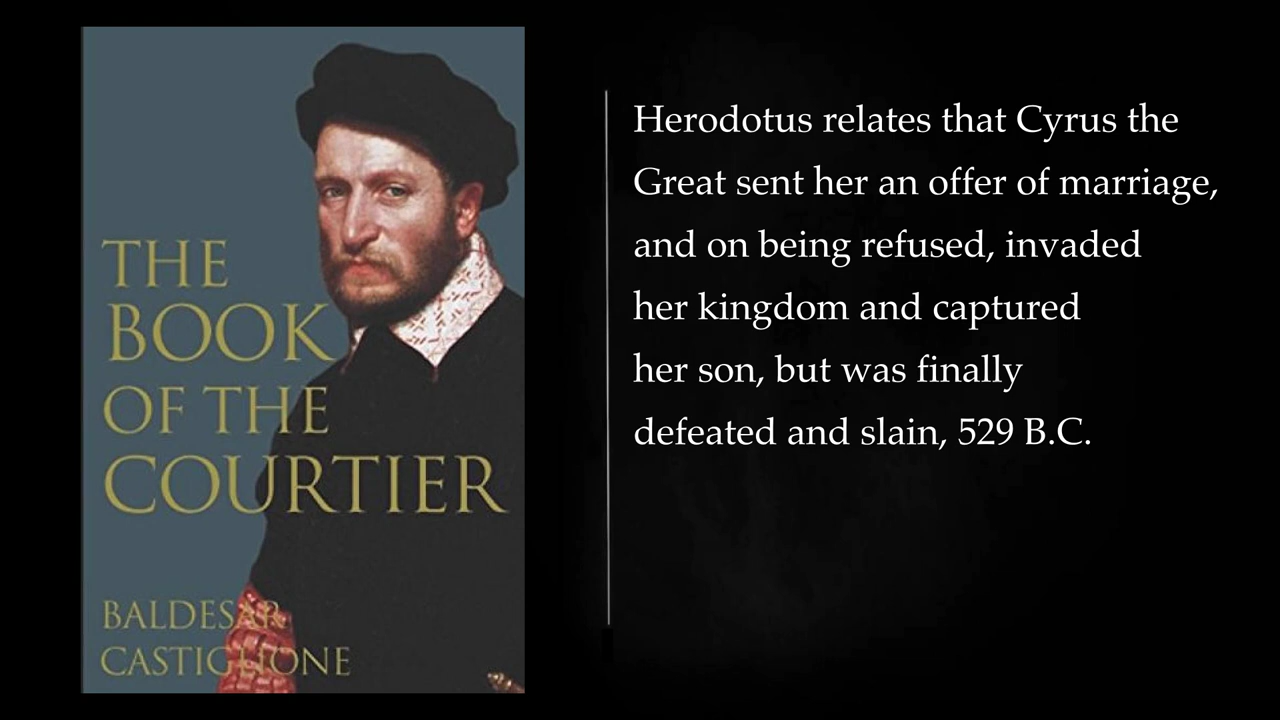 THE
BOOK
OF THE
COURTIER
BALDESAR
CASTIGLIONE
Herodotus relates that Cyrus the
Great sent her an offer of marriage,
and on being refused, invaded
her kingdom and captured
her son, but was finally
defeated and slain, 529 B.C.